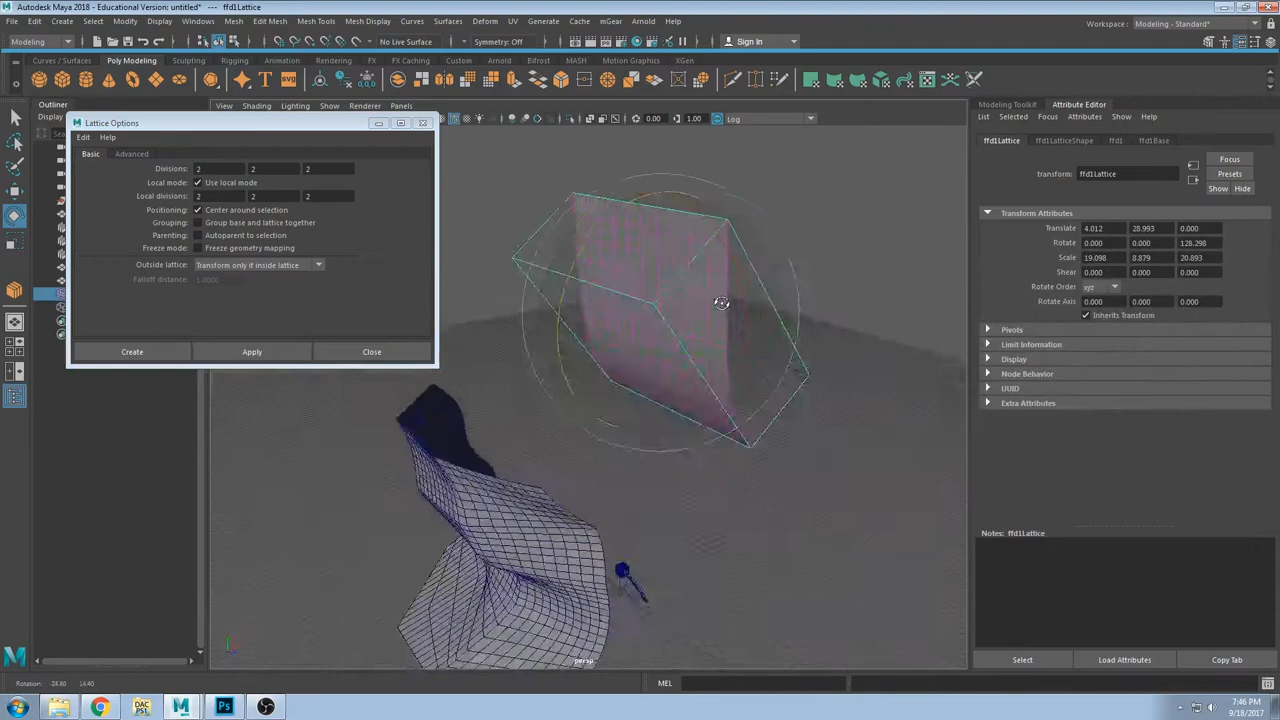 Autodesk Maya 2018 - Educational Version: untitled* --- ffd1Lattice
File Edit Create Select Modify Display Windows Mesh Edit Mesh Mesh Tools Mesh Display Curves Surfaces Deform UV Generate Cache mGear Arnold Help
Workspace : Modeling - Standard*
Modeling No Live Surface Symmetry: Off Sign In
Curves / Surfaces Poly Modeling Sculpting Rigging Animation Rendering FX FX Caching Custom Arnold Bifrost MASH Motion Graphics XGen
Outliner
View Shading Lighting Show Renderer Panels
Modeling Toolkit Attribute Editor
Display
List Selected Focus Attributes Show Help
0.00 1.00 Log
Lattice Options
Edit Help
Basic Advanced
Divisions: 2 2 2
Local mode: Use local mode
Local divisions: 2 2 2
Positioning: Center around selection
Grouping: Group base and lattice together
Parenting: Autoparent to selection
Freeze mode: Freeze geometry mapping
Outside lattice: Transform only if inside lattice
Falloff distance: 1.0000
Create Apply Close
ffd1Lattice ffd1LatticeShape ffd1 ffd1Base
transform: ffd1Lattice
Focus
Presets
Show Hide
Transform Attributes
Translate 4.012 28.993 0.000
Rotate 0.000 0.000 128.298
Scale 19.098 8.879 20.893
Shear 0.000 0.000 0.000
Rotate Order xyz
Rotate Axis 0.000 0.000 0.000
Inherits Transform
Pivots
Limit Information
Display
Node Behavior
UUID
Extra Attributes
Notes: ffd1Lattice
persp
Select Load Attributes Copy Tab
Rotation: -28.80 14.40
MEL
DAC PS1
Ps
7:46 PM
9/18/2017